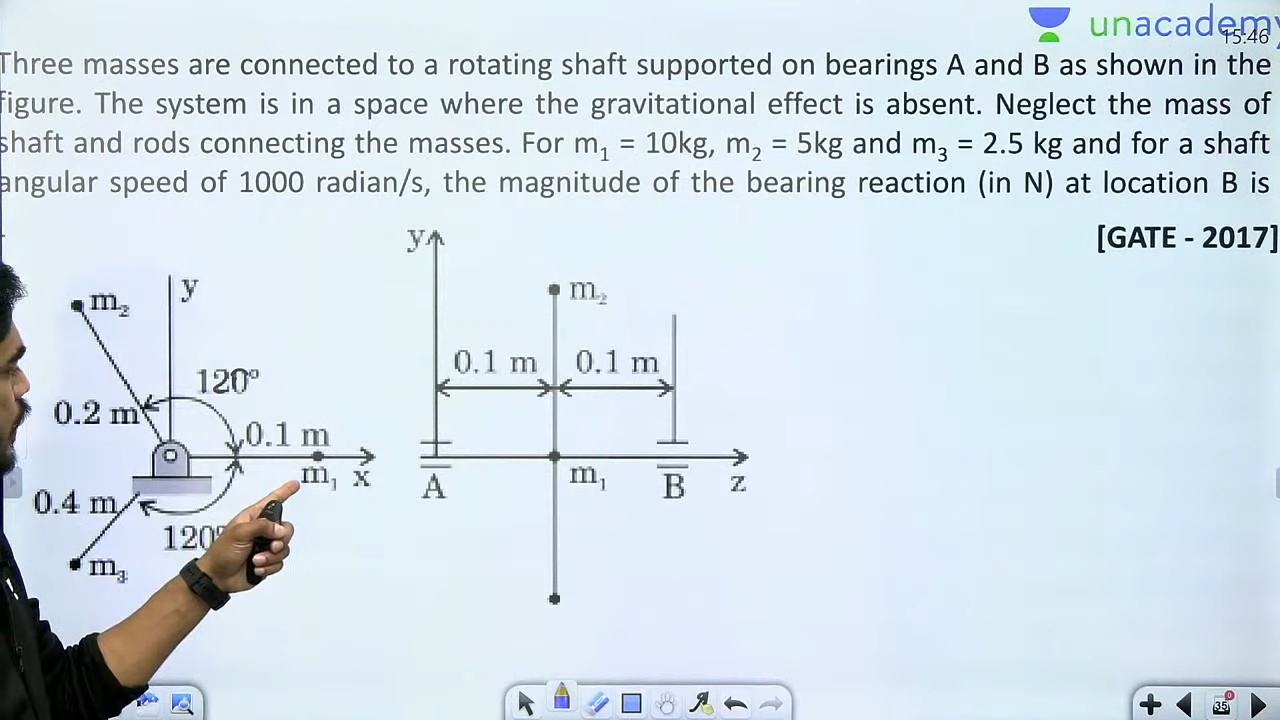 unacademy
15:46
Three masses are connected to a rotating shaft supported on bearings A and B as shown in the
figure. The system is in a space where the gravitational effect is absent. Neglect the mass of
shaft and rods connecting the masses. For m₁ = 10kg, m₂ = 5kg and m₃ = 2.5 kg and for a shaft
angular speed of 1000 radian/s, the magnitude of the bearing reaction (in N) at location B is
[GATE - 2017]
y
m₂
120°
0.2 m
0.1 m
m₁ x
0.4 m
120°
m₃
y
m₂
0.1 m 0.1 m
A m₁ B z
35
0